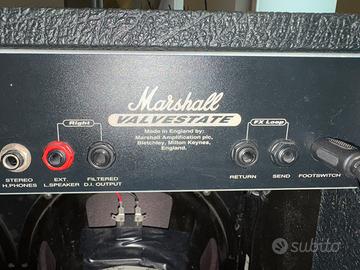 Marshall
VALVESTATE
Made in England by:
Marshall Amplification plc,
Bletchley, Milton Keynes,
England.
Right
FX Loop
STEREO
H.PHONES
EXT.
L.SPEAKER
FILTERED
D.I. OUTPUT
RETURN
SEND
FOOTSWITCH
subito